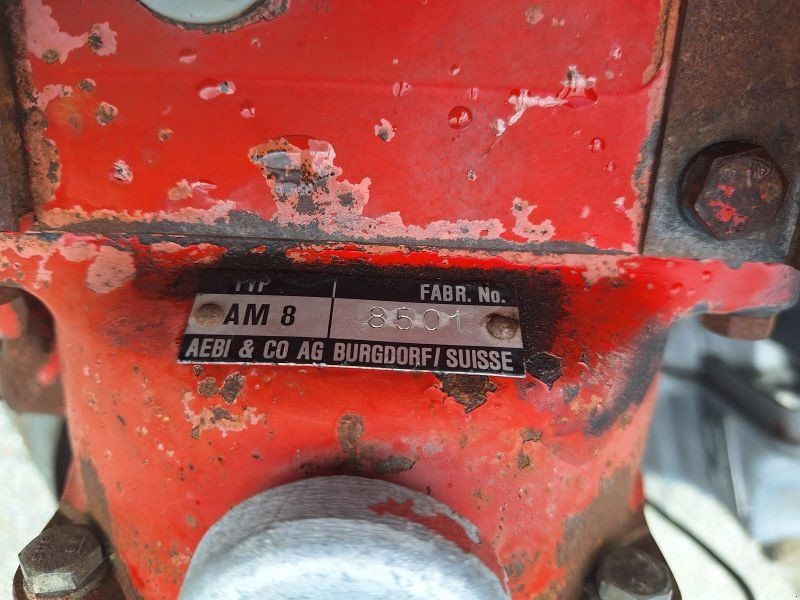 TYP FABR. No.
AM 8 8501
AEBI & CO AG BURGDORF/SUISSE